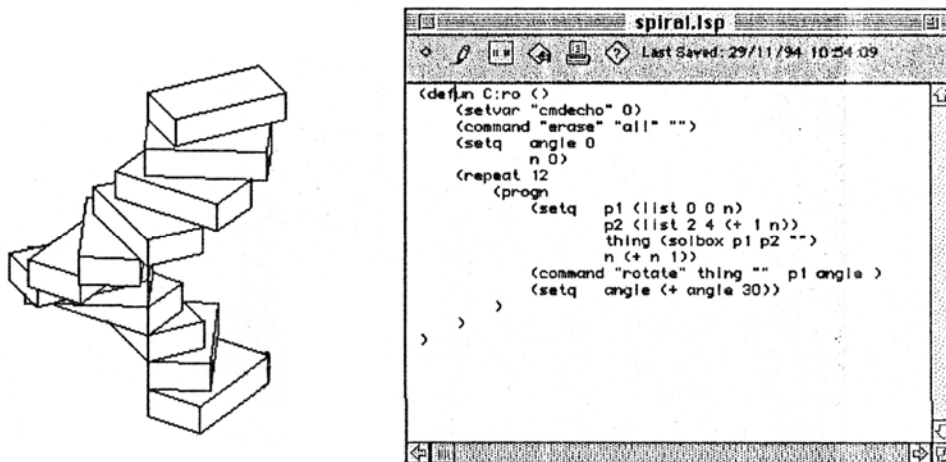 spiral.lsp
Last Saved: 29/11/94 10:54:09
(defun C:ro ()
(setvar "cmdecho" 0)
(command "erase" "all" "")
(setq angle 0
n 0)
(repeat 12
(progn
(setq p1 (list 0 0 n)
p2 (list 2 4 (+ 1 n))
thing (solbox p1 p2 "")
n (+ n 1))
(command "rotate" thing "" p1 angle )
(setq angle (+ angle 30))
)
)
)